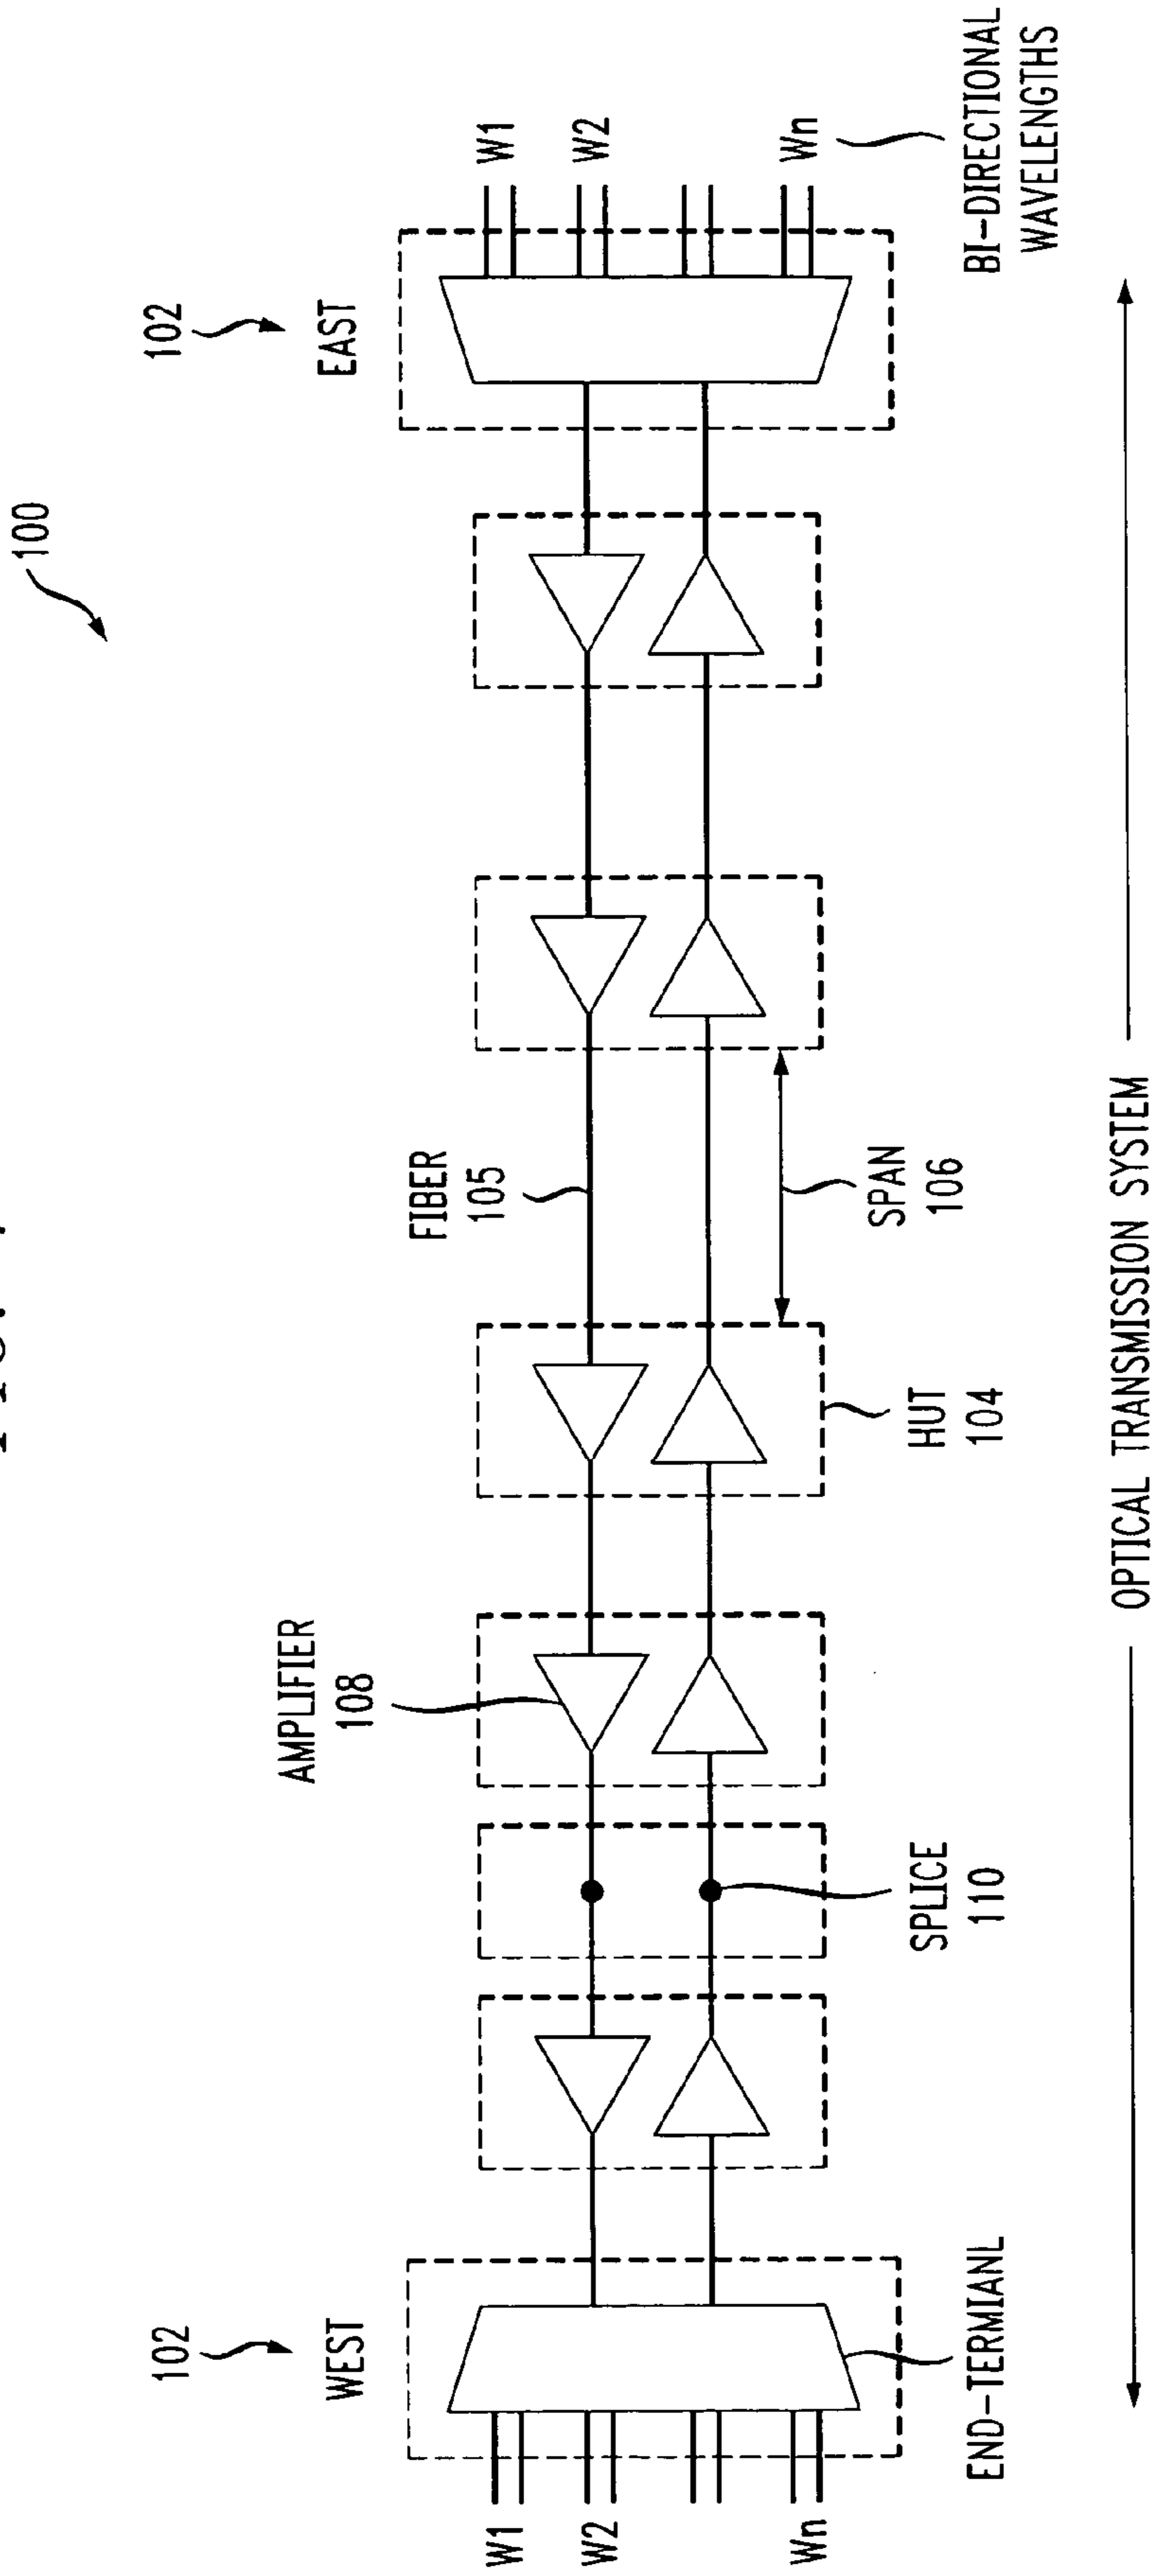 100
102
WEST
102
EAST
AMPLIFIER
108
FIBER
105
W1
W2
Wn
W1
W2
Wn
END-TERMIANL
SPLICE
110
HUT
104
SPAN
106
BI-DIRECTIONAL
WAVELENGTHS
OPTICAL TRANSMISSION SYSTEM